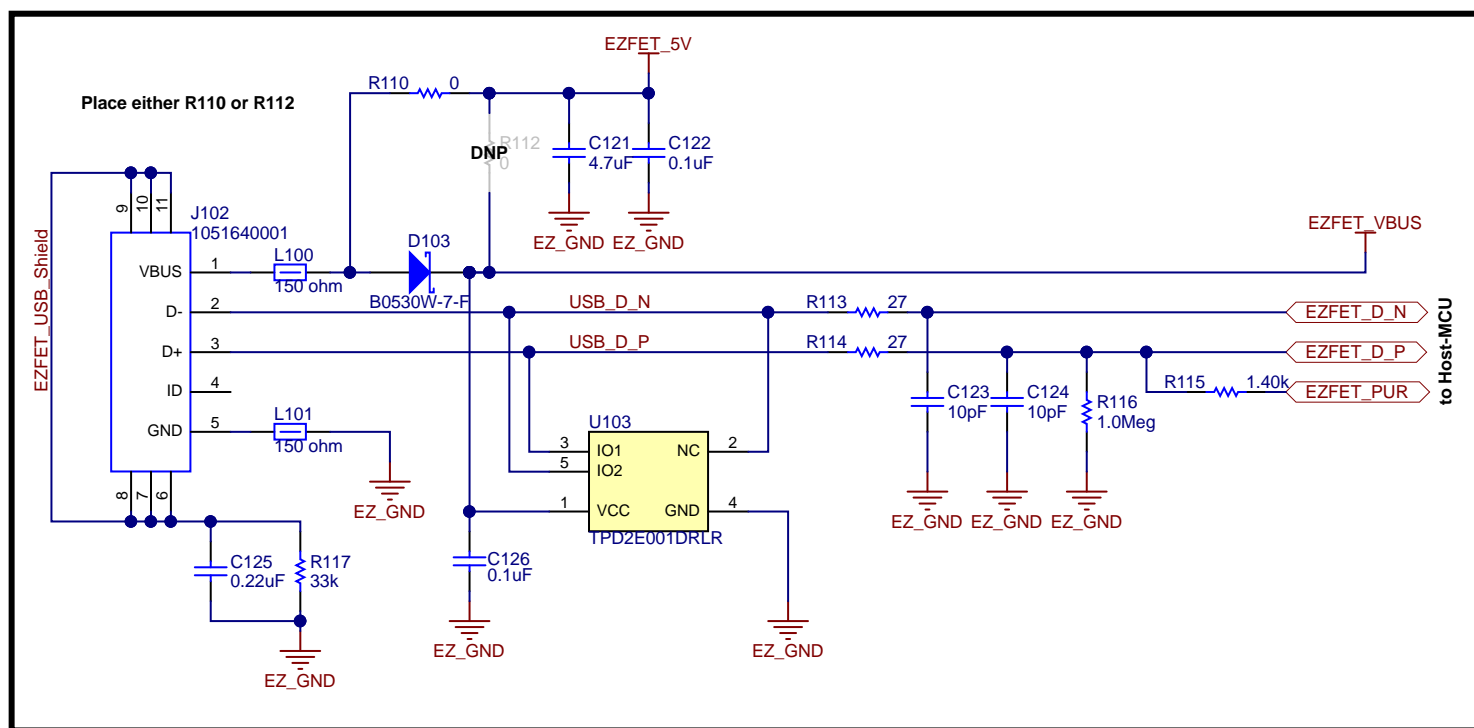 EZFET_5V
R110 0
Place either R110 or R112
R112
0
DNP
C121
4.7uF
C122
0.1uF
EZ_GND EZ_GND
9
10
11
J102
1051640001
EZFET_USB_Shield
VBUS 1
D- 2
D+ 3
ID 4
GND 5
8
7
6
L100
150 ohm
D103
B0530W-7-F
EZFET_VBUS
USB_D_N
R113 27
EZFET_D_N
USB_D_P
R114 27
EZFET_D_P
R115 1.40k
EZFET_PUR
to Host-MCU
L101
150 ohm
EZ_GND
C123
10pF
C124
10pF
R116
1.0Meg
EZ_GND EZ_GND EZ_GND
U103
3 IO1 NC 2
5 IO2
1 VCC GND 4
TPD2E001DRLR
C125
0.22uF
R117
33k
EZ_GND
C126
0.1uF
EZ_GND
EZ_GND